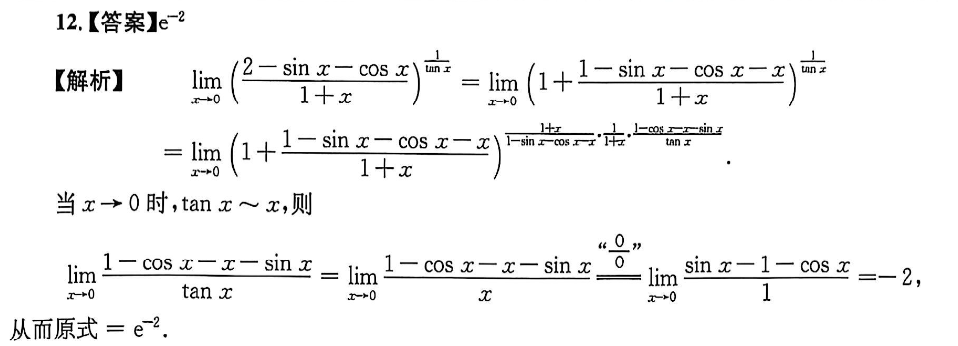 12.【答案】e⁻²
【解析】 lim_{x→0} ((2 − sin x − cos x)/(1 + x))^{1/(tan x)} = lim_{x→0} (1 + (1 − sin x − cos x − x)/(1 + x))^{1/(tan x)}
= lim_{x→0} (1 + (1 − sin x − cos x − x)/(1 + x))^{(1+x)/(1−sin x−cos x−x) · 1/(1+x) · (1−cos x−x−sin x)/(tan x)}.
当 x → 0 时,tan x ~ x,则
lim_{x→0} (1 − cos x − x − sin x)/(tan x) = lim_{x→0} (1 − cos x − x − sin x)/x \overset{“0/0”}{=} lim_{x→0} (sin x − 1 − cos x)/1 = − 2,
从而原式 = e⁻².